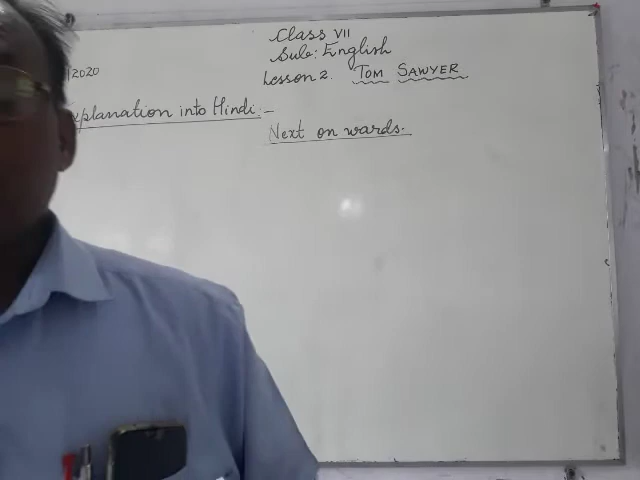 Class VII
Sub: English
2020
Lesson 2. TOM SAWYER
xplanation into Hindi:-
Next on wards.